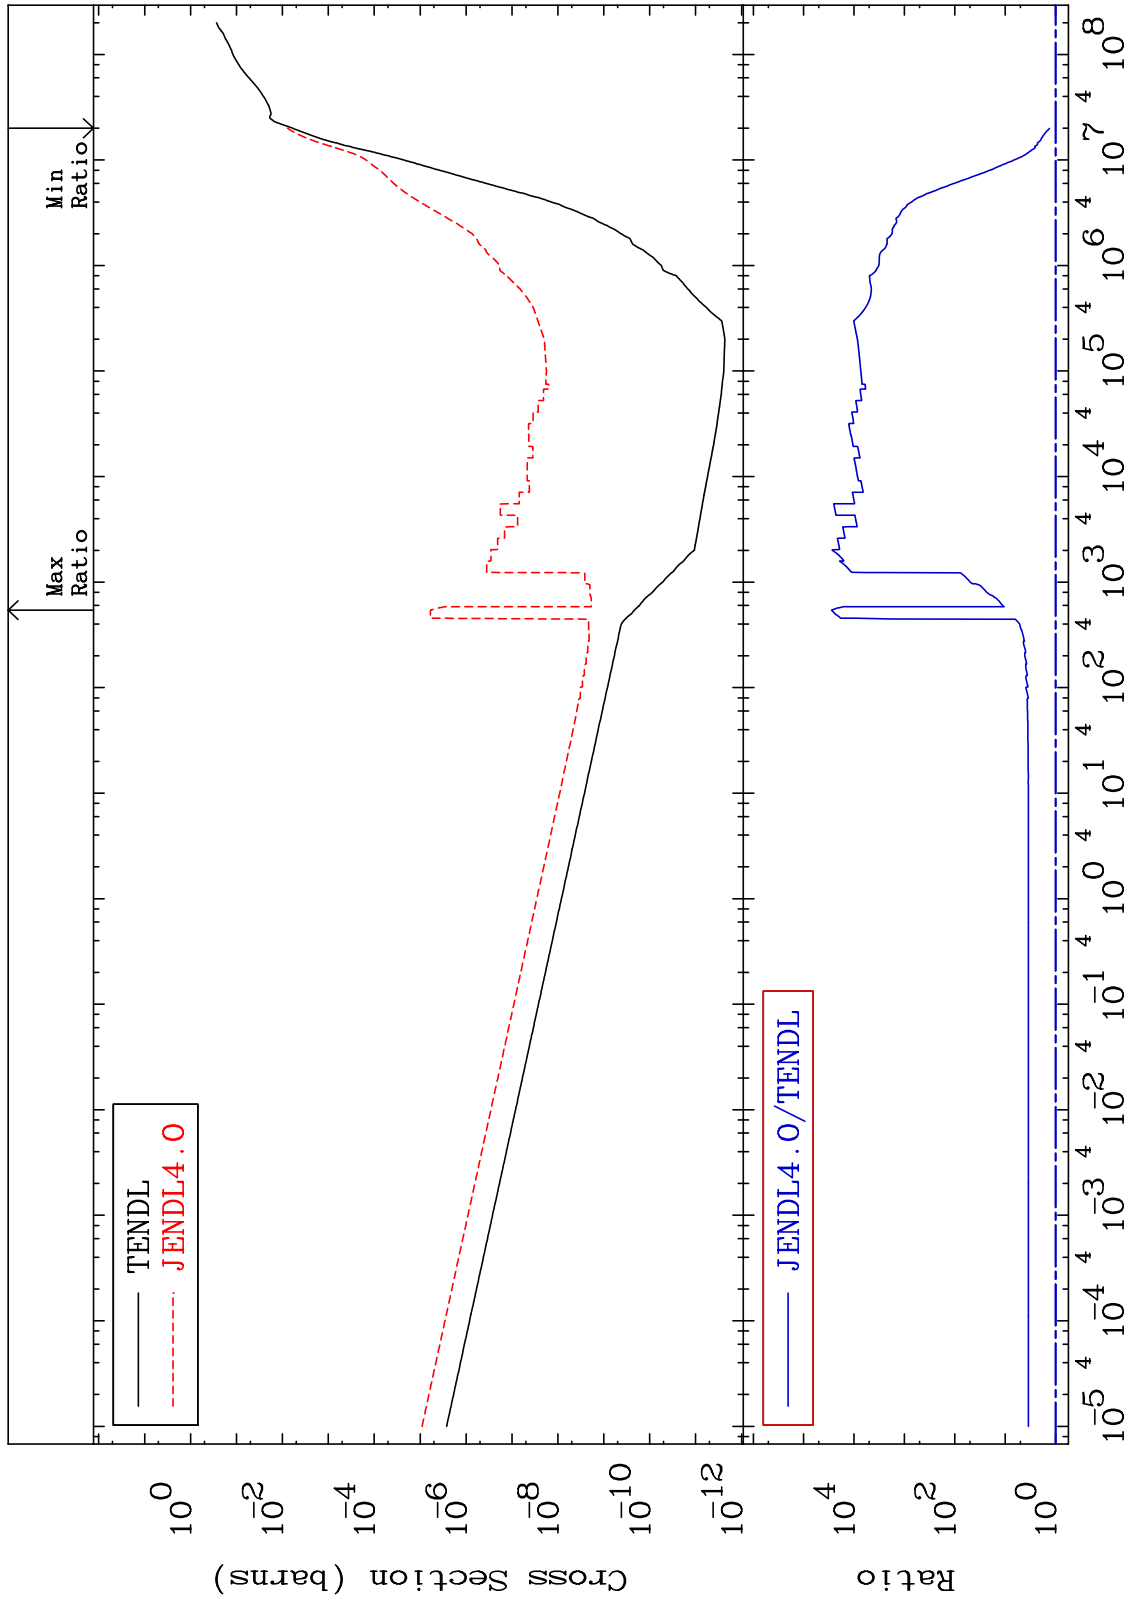 Min
Ratio
Max
Ratio
TENDL
JENDL4.0
10^0
10^-2
10^-4
10^-6
10^-8
10^-10
10^-12
Cross Section (barns)
JENDL4.0/TENDL
10^4
10^2
10^0
Ratio
10^-5 4 10^-4 4 10^-3 4 10^-2 4 10^-1 4 10^0 4 10^1 4 10^2 4 10^3 4 10^4 4 10^5 4 10^6 4 10^7 4 10^8